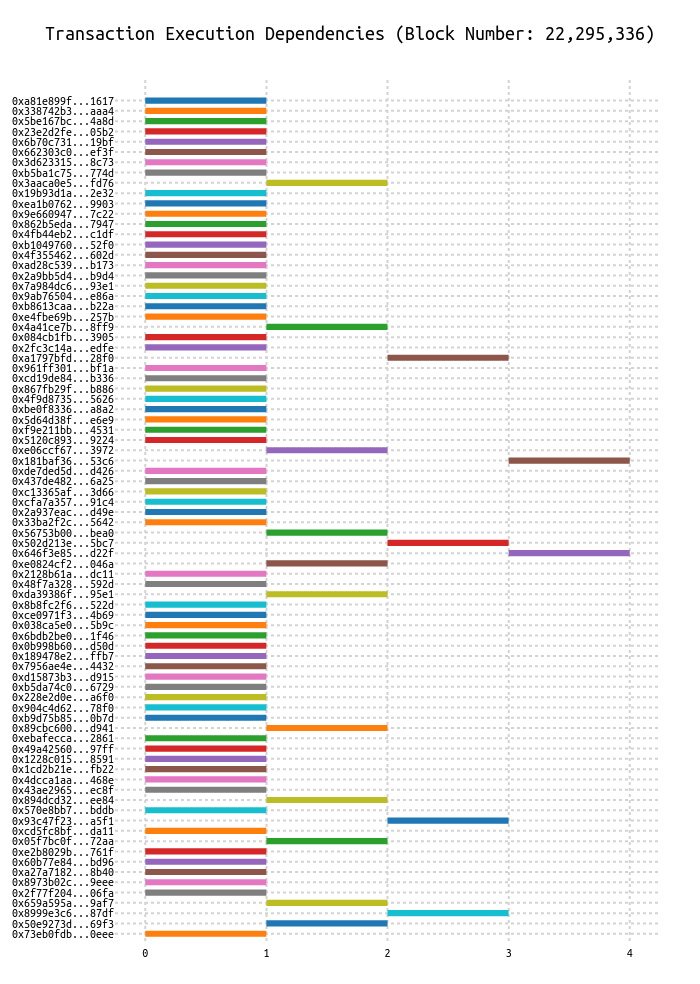 Transaction Execution Dependencies (Block Number: 22,295,336)
0xa81e899f...1617
0x338742b3...aaa4
0x5be167bc...4a8d
0x23e2d2fe...05b2
0x6b70c731...19bf
0x662303c0...ef3f
0x3d623315...8c73
0xb5ba1c75...774d
0x3aaca0e5...fd76
0x19b93d1a...2e32
0xea1b0762...9903
0x9e660947...7c22
0x862b5eda...7947
0x4fb44eb2...c1df
0xb1049760...52f0
0x4f355462...602d
0xad28c539...b173
0x2a9bb5d4...b9d4
0x7a984dc6...93e1
0x9ab76504...e86a
0xb8613caa...b22a
0xe4fbe69b...257b
0x4a41ce7b...8ff9
0x084cb1fb...3905
0x2fc3c14a...edfe
0xa1797bfd...28f0
0x961ff301...bf1a
0xcd19de84...b336
0x867fb29f...b886
0x4f9d8735...5626
0xbe0f8336...a8a2
0x5d64d38f...e6e9
0xf9e211bb...4531
0x5120c893...9224
0xe06ccf67...3972
0x181baf36...53c6
0xde7ded5d...d426
0x437de482...6a25
0xc13365af...3d66
0xcfa7a357...91c4
0x2a937eac...d49e
0x33ba2f2c...5642
0x56753b00...bea0
0x502d213e...5bc7
0x646f3e85...d22f
0xe0824cf2...046a
0x2128b61a...dc11
0x48f7a328...592d
0xda39386f...95e1
0x8b8fc2f6...522d
0xce0971f3...4b69
0x038ca5e0...5b9c
0x6bdb2be0...1f46
0x0b998b60...d50d
0x189478e2...ffb7
0x7956ae4e...4432
0xd15873b3...d915
0xb5da74c0...6729
0x228e2d0e...a6f0
0x904c4d62...78f0
0xb9d75b85...0b7d
0x89cbc600...d941
0xebafecca...2861
0x49a42560...97ff
0x1228c015...8591
0x1cd2b21e...fb22
0x4dcca1aa...468e
0x43ae2965...ec8f
0x894dcd32...ee84
0x570e8bb7...bddb
0x93c47f23...a5f1
0xcd5fc8bf...da11
0x05f7bc0f...72aa
0xe2b8029b...761f
0x60b77e84...bd96
0xa27a7182...8b40
0x8973b02c...9eee
0x2f77f204...06fa
0x659a595a...9af7
0x8999e3c6...87df
0x50e9273d...69f3
0x73eb0fdb...0eee
0 1 2 3 4